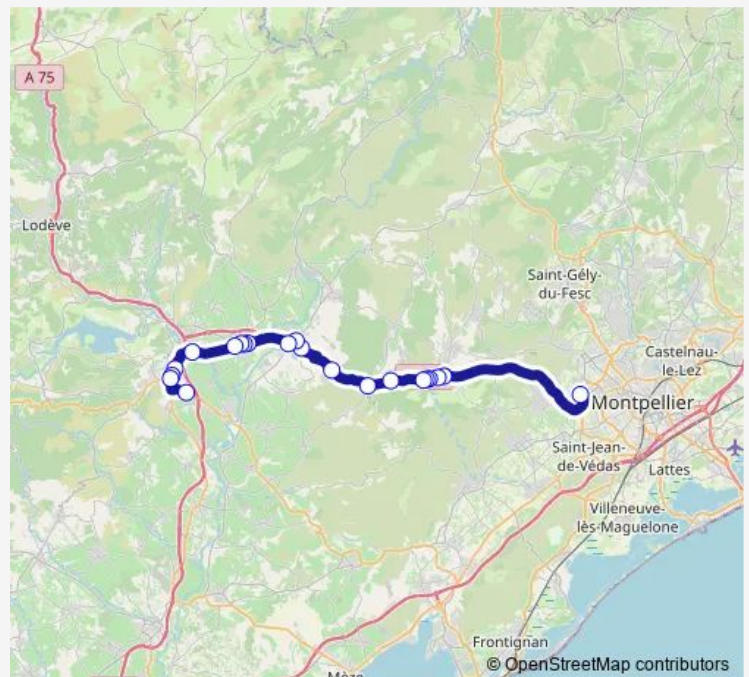 A 75
Lodève
Saint-Gély-
du-Fesc
Castelnau-
le-Lez
Montpellier
Saint-Jean-
de-Védas
Lattes
Villeneuve-
lès-Maguelone
Frontignan
Mèze
© OpenStreetMap contributors